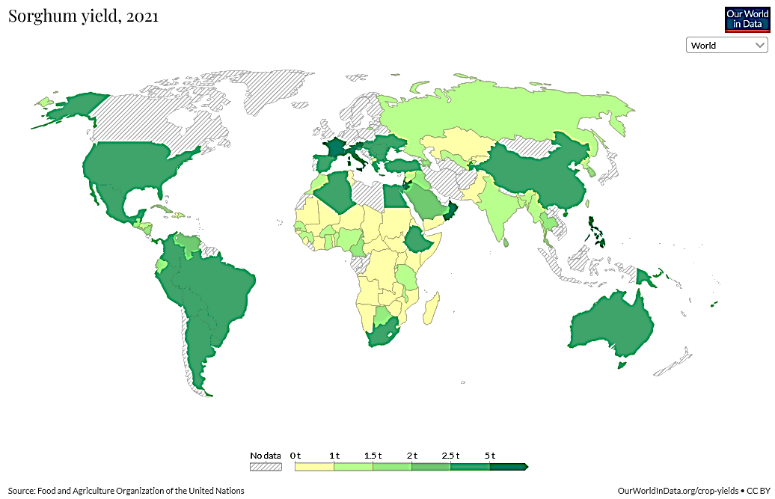 Sorghum yield, 2021
Our World
in Data
World
No data
0 t
1 t
1.5 t
2 t
2.5 t
5 t
Source: Food and Agriculture Organization of the United Nations
OurWorldInData.org/crop-yields • CC BY